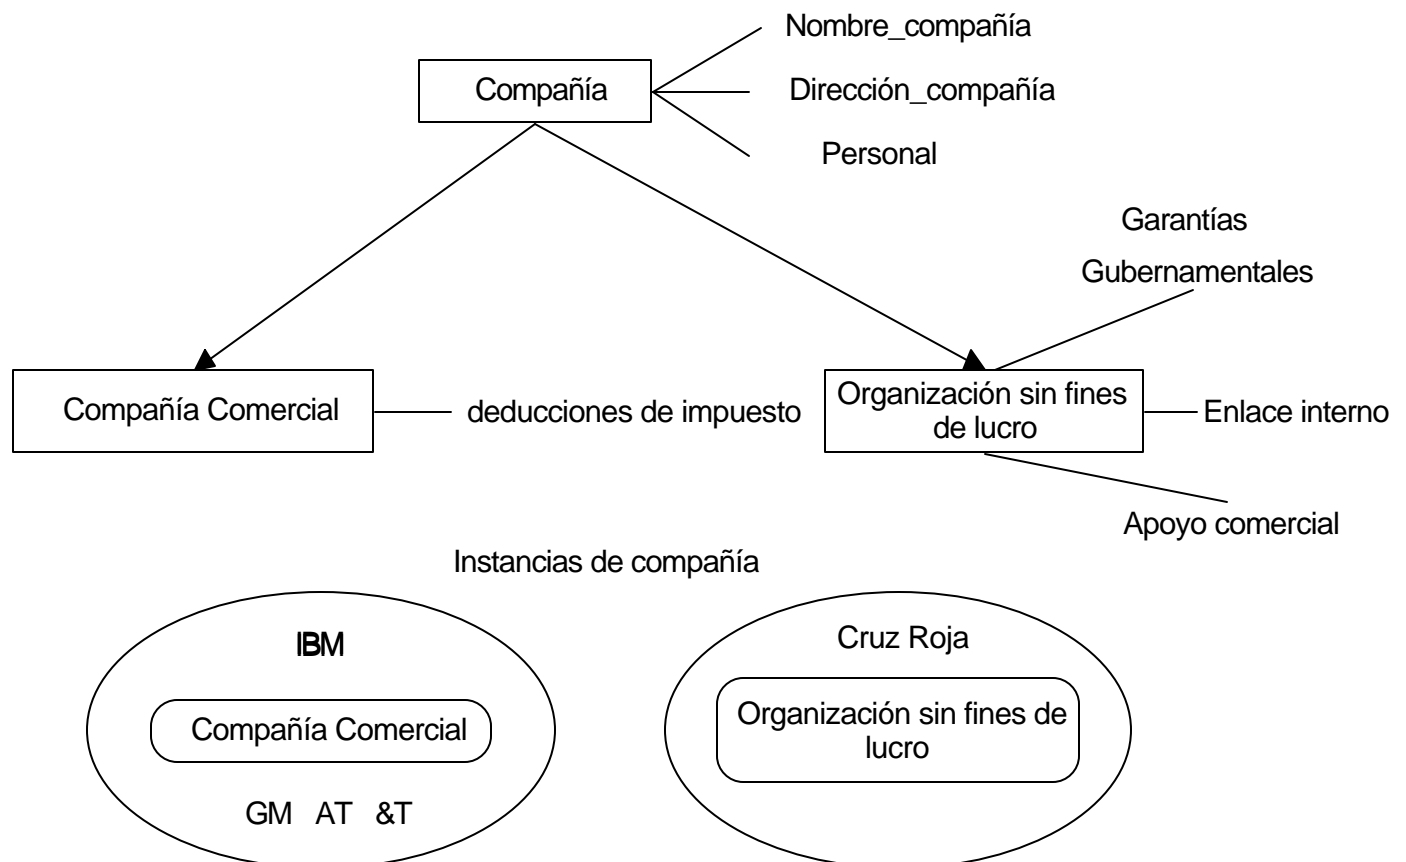 Nombre_compañía
Compañía
Dirección_compañía
Personal
Garantías
Gubernamentales
Compañía Comercial
deducciones de impuesto
Organización sin fines
de lucro
Enlace interno
Apoyo comercial
Instancias de compañía
IBM
Compañía Comercial
GM AT &T
Cruz Roja
Organización sin fines de
lucro